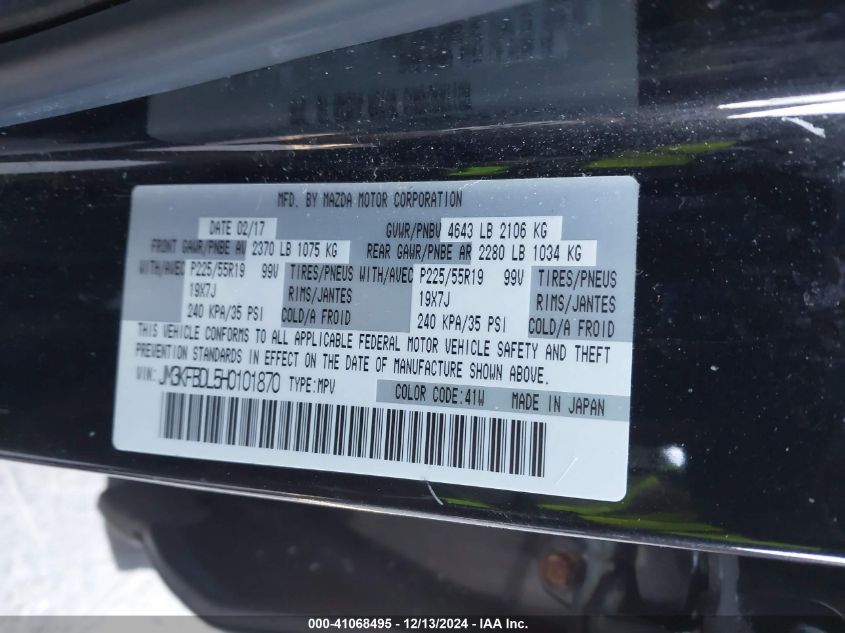 MFD. BY MAZDA MOTOR CORPORATION
DATE 02/17 GVWR/PNBV 4643 LB 2106 KG
FRONT GAWR/PNBE AV 2370 LB 1075 KG REAR GAWR/PNBE AR 2280 LB 1034 KG
WITH/AVEC P225/55R19 99V TIRES/PNEUS WITH/AVEC P225/55R19 99V TIRES/PNEUS
19X7J RIMS/JANTES 19X7J RIMS/JANTES
240 KPA/35 PSI COLD/A FROID 240 KPA/35 PSI COLD/A FROID
THIS VEHICLE CONFORMS TO ALL APPLICABLE FEDERAL MOTOR VEHICLE SAFETY AND THEFT
PREVENTION STANDARDS IN EFFECT ON THE DATE OF MANUFACTURE SHOWN ABOVE.
VIN: JM3KFBDL5H0101870 TYPE:MPV COLOR CODE:41W MADE IN JAPAN
000-41068495 - 12/13/2024 - IAA Inc.